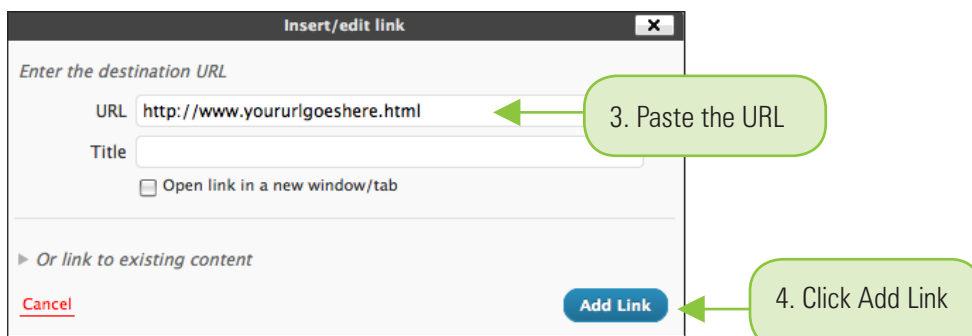 Insert/edit link X
Enter the destination URL
URL http://www.yoururlgoeshere.html
3. Paste the URL
Title
Open link in a new window/tab
Or link to existing content
Cancel Add Link
4. Click Add Link